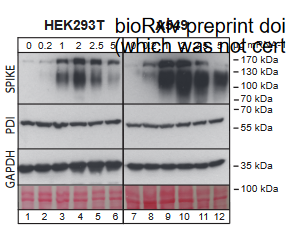 HEK293T A549
bioRxiv preprint doi
(which was not cert
0 0.2 1 2 2.5 5
170 kDa
130 kDa
100 kDa
70 kDa
70 kDa
55 kDa
35 kDa
100 kDa
SPIKE
PDI
GAPDH
1 2 3 4 5 6 7 8 9 10 11 12